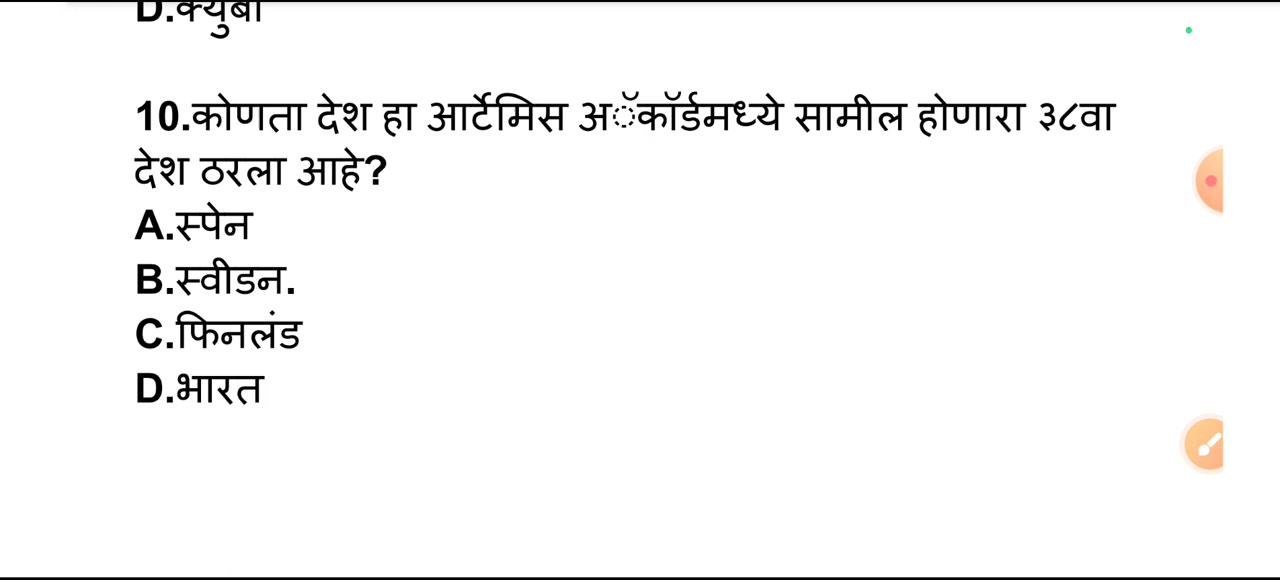 D.क्युबा
10.कोणता देश हा आर्टेमिस अॅकॉर्डमध्ये सामील होणारा ३८वा
देश ठरला आहे?
A.स्पेन
B.स्वीडन.
C.फिनलंड
D.भारत